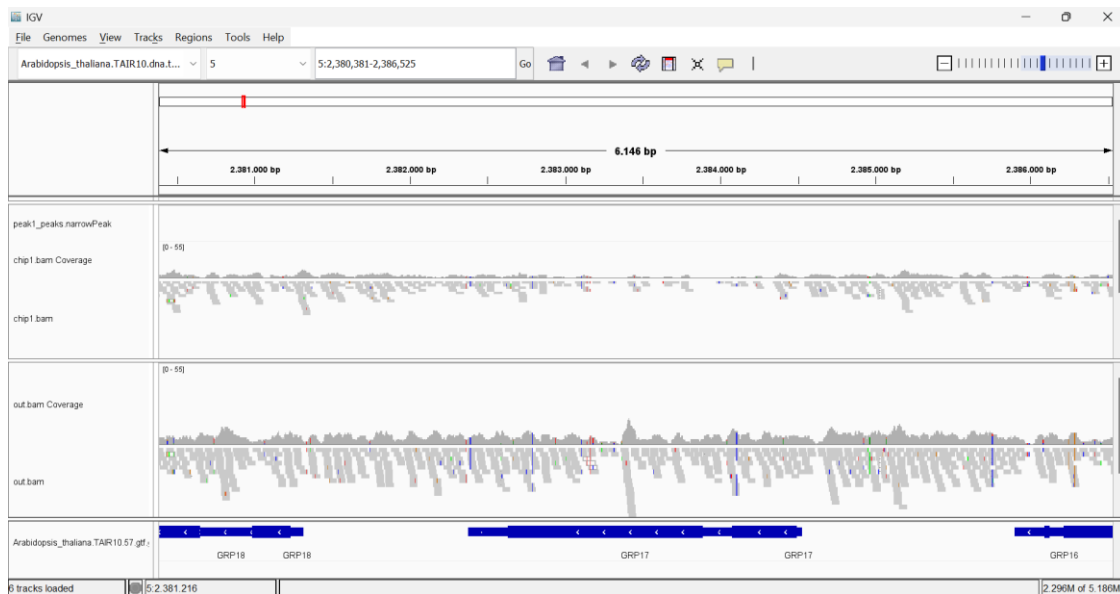 IGV
File Genomes View Tracks Regions Tools Help
Arabidopsis_thaliana.TAIR10.dna.t... 5 5:2,380,381-2,386,525 Go
6.146 bp
2.381.000 bp 2.382.000 bp 2.383.000 bp 2.384.000 bp 2.385.000 bp 2.386.000 bp
peak1_peaks.narrowPeak
[0 - 55]
chip1.bam Coverage
chip1.bam
[0 - 55]
out.bam Coverage
out.bam
Arabidopsis_thaliana.TAIR10.57.gtf.
GRP18 GRP18 GRP17 GRP17 GRP16
6 tracks loaded 5:2.381.216 2.296M of 5.186M